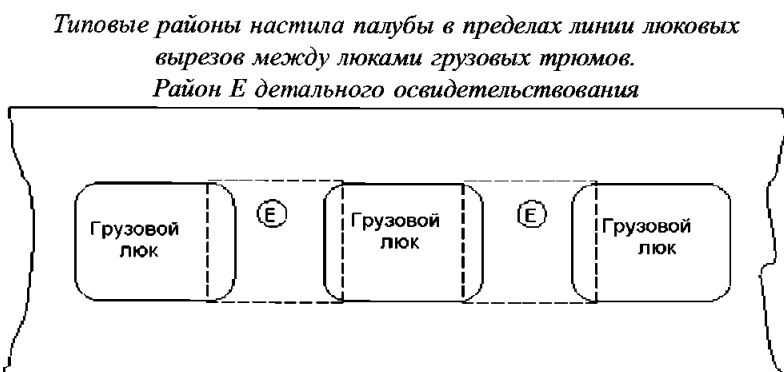 Типовые районы настила палубы в пределах линии люковых
вырезов между люками грузовых трюмов.
Район Е детального освидетельствования
Грузовой
люк
Е
Грузовой
люк
Е
Грузовой
люк